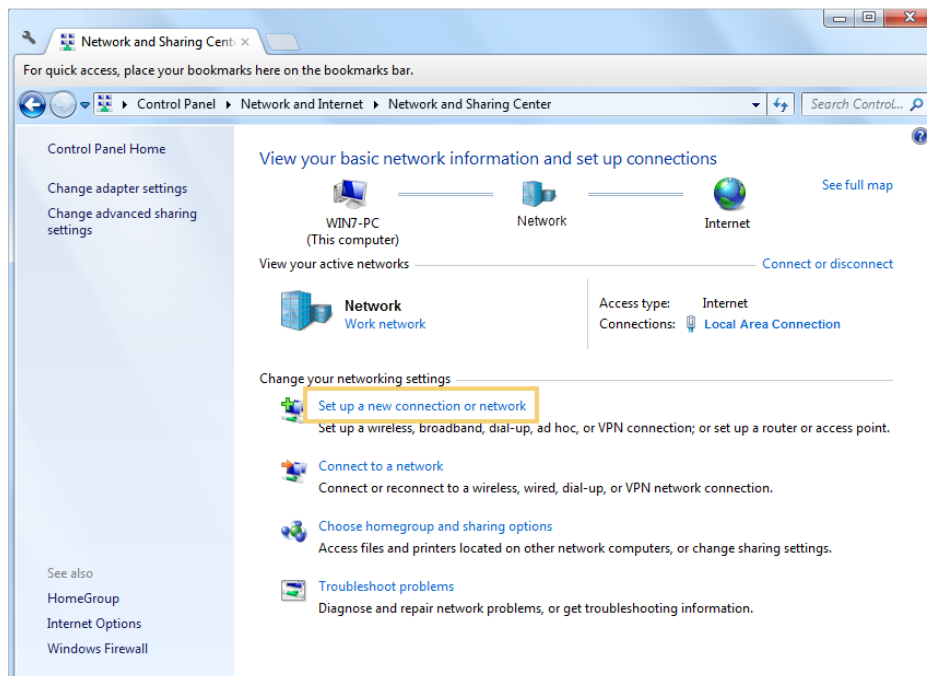 Network and Sharing Cent
For quick access, place your bookmarks here on the bookmarks bar.
Control Panel Network and Internet Network and Sharing Center
Search Control...
Control Panel Home
Change adapter settings
Change advanced sharing
settings
See also
HomeGroup
Internet Options
Windows Firewall
View your basic network information and set up connections
See full map
WIN7-PC
(This computer)
Network
Internet
View your active networks
Connect or disconnect
Network
Work network
Access type: Internet
Connections: Local Area Connection
Change your networking settings
Set up a new connection or network
Set up a wireless, broadband, dial-up, ad hoc, or VPN connection; or set up a router or access point.
Connect to a network
Connect or reconnect to a wireless, wired, dial-up, or VPN network connection.
Choose homegroup and sharing options
Access files and printers located on other network computers, or change sharing settings.
Troubleshoot problems
Diagnose and repair network problems, or get troubleshooting information.